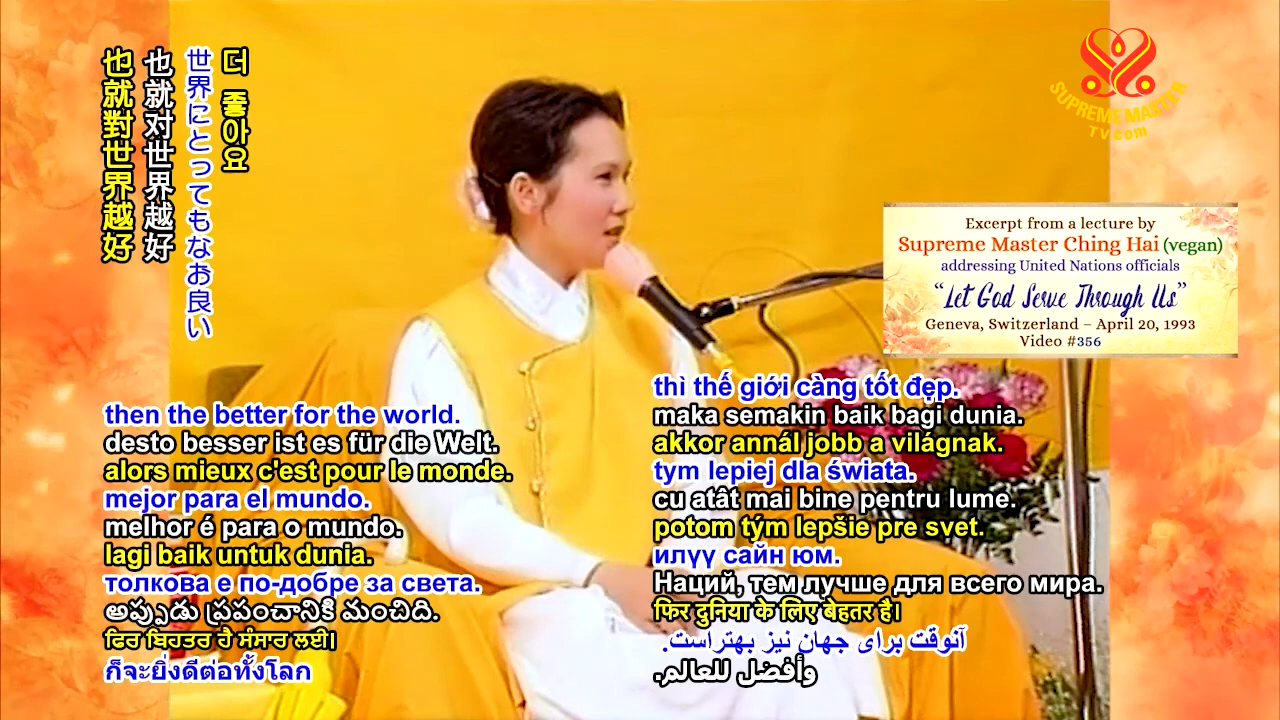 더 좋아요
世界にとってもなお良い
也就对世界越好
也就對世界越好
SUPREME MASTER
TV.com
Excerpt from a lecture by
Supreme Master Ching Hai (vegan)
addressing United Nations officials
“Let God Serve Through Us”
Geneva, Switzerland – April 20, 1993
Video #356
then the better for the world.
desto besser ist es für die Welt.
alors mieux c'est pour le monde.
mejor para el mundo.
melhor é para o mundo.
lagi baik untuk dunia.
толкова е по-добре за света.
అప్పుడు ప్రపంచానికి మంచిది.
ਫਿਰ ਬਿਹਤਰ ਹੈ ਸੰਸਾਰ ਲਈ।
ก็จะยิ่งดีต่อทั้งโลก
thì thế giới càng tốt đẹp.
maka semakin baik bagi dunia.
akkor annál jobb a világnak.
tym lepiej dla świata.
cu atât mai bine pentru lume.
potom tým lepšie pre svet.
илүү сайн юм.
Наций, тем лучше для всего мира.
फिर दुनिया के लिए बेहतर है।
آنوقت برای جهان نیز بهتراست.
وأفضل للعالم.